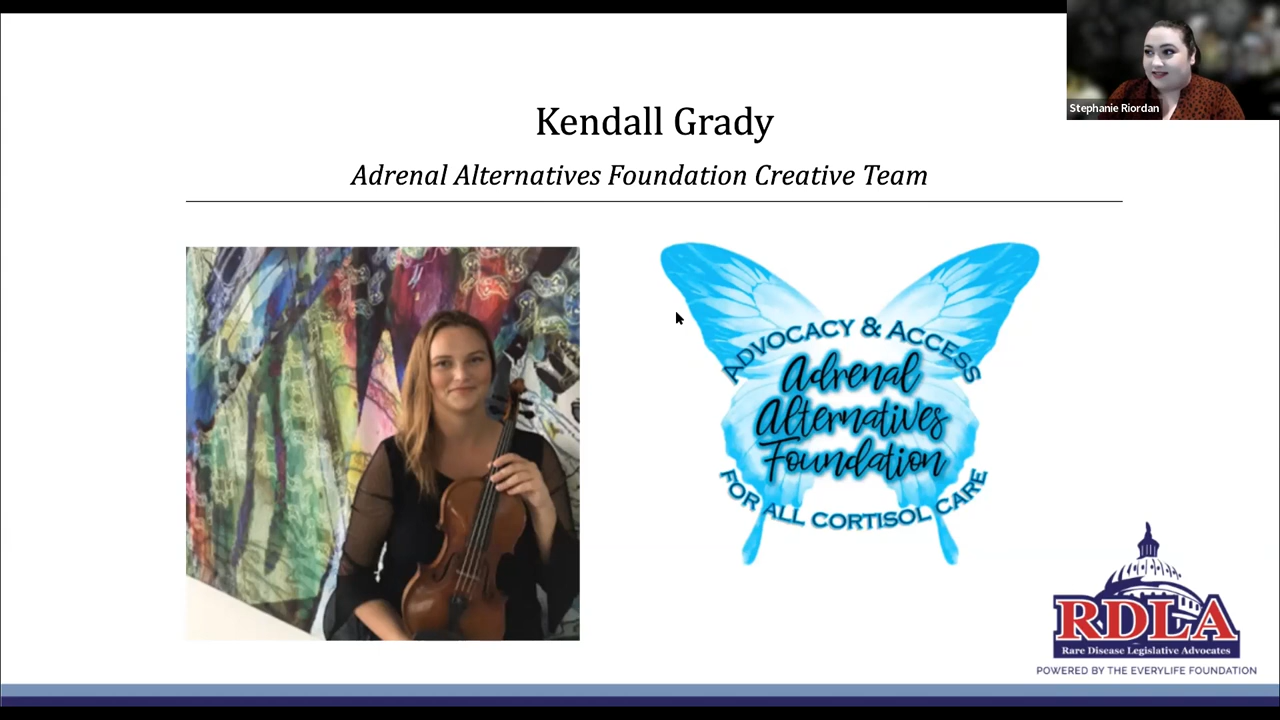 Stephanie Riordan
Kendall Grady
Adrenal Alternatives Foundation Creative Team
ADVOCACY & ACCESS
Adrenal
Alternatives
Foundation
FOR ALL CORTISOL CARE
RDLA
Rare Disease Legislative Advocates
POWERED BY THE EVERYLIFE FOUNDATION